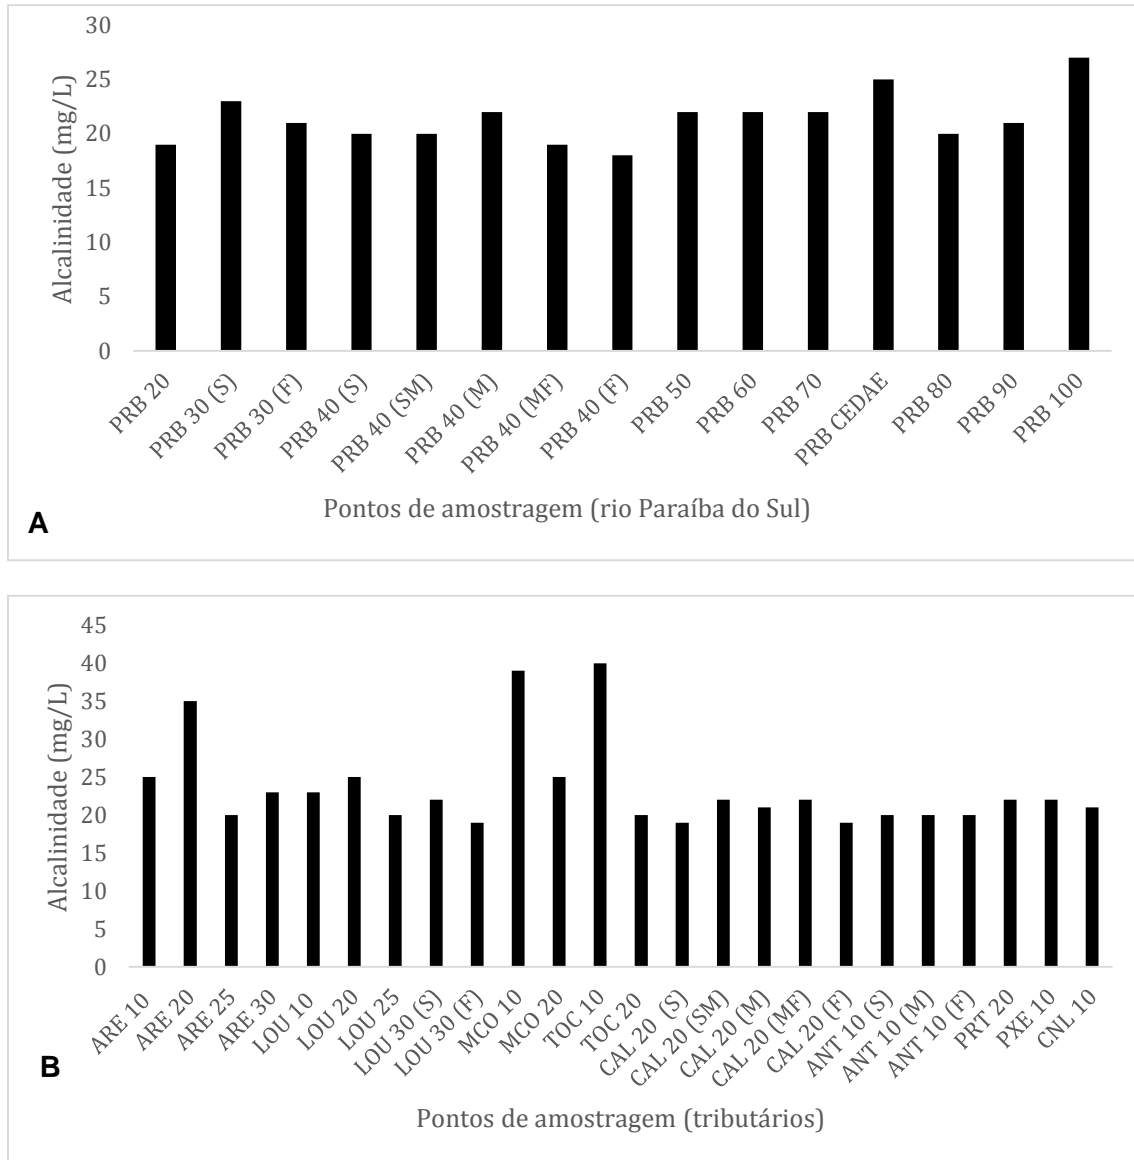 30
25
20
15
10
5
0
Alcalinidade (mg/L)
PRB 20
PRB 30 (S)
PRB 30 (F)
PRB 40 (S)
PRB 40 (SM)
PRB 40 (M)
PRB 40 (MF)
PRB 40 (F)
PRB 50
PRB 60
PRB 70
PRB CEDAE
PRB 80
PRB 90
PRB 100
Pontos de amostragem (rio Paraíba do Sul)
A
45
40
35
30
25
20
15
10
5
0
Alcalinidade (mg/L)
ARE 10
ARE 20
ARE 25
ARE 30
LOU 10
LOU 20
LOU 25
LOU 30 (S)
LOU 30 (F)
MCO 10
MCO 20
TOC 10
TOC 20
CAL 20 (S)
CAL 20 (SM)
CAL 20 (M)
CAL 20 (MF)
CAL 20 (F)
ANT 10 (S)
ANT 10 (M)
ANT 10 (F)
PRT 20
PXE 10
CNL 10
Pontos de amostragem (tributários)
B